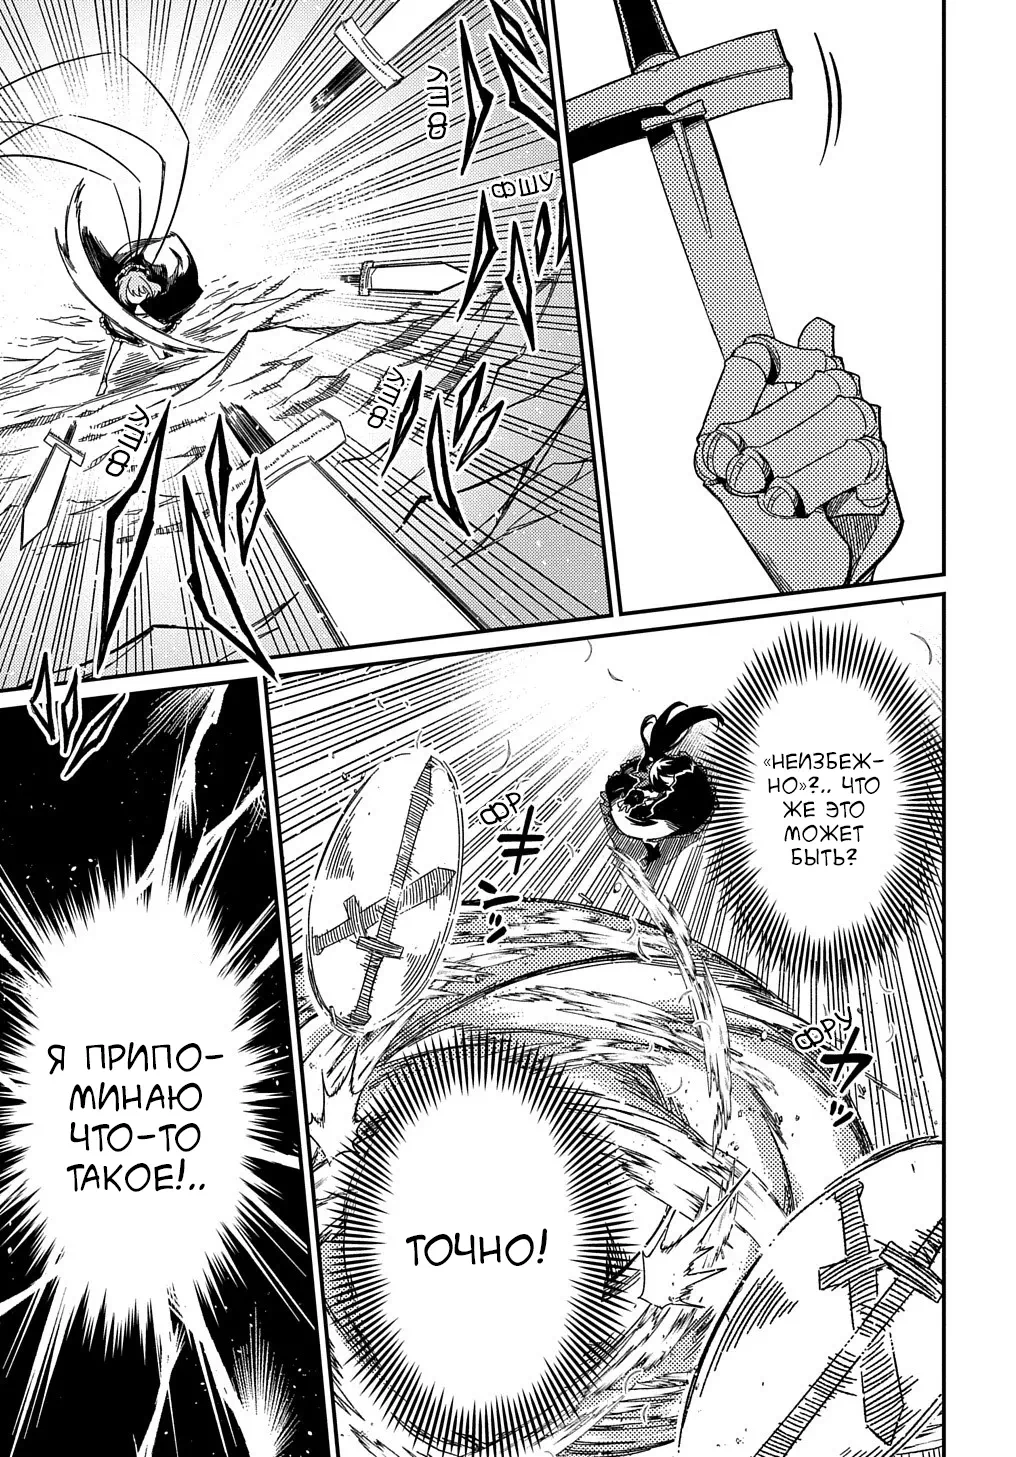 ФШУ
ФШУ
ФШУ
ФШУ
«НЕИЗБЕЖ-
НО»?.. ЧТО
ЖЕ ЭТО
МОЖЕТ
БЫТЬ?
ФР
ФРУ
ТОЧНО!
Я ПРИПО-
МИНАЮ
ЧТО-ТО
ТАКОЕ!..